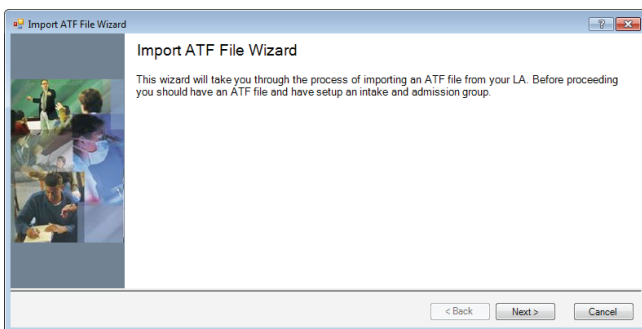 Import ATF File Wizard
Import ATF File Wizard
This wizard will take you through the process of importing an ATF file from your LA. Before proceeding
you should have an ATF file and have setup an intake and admission group.
< Back Next > Cancel